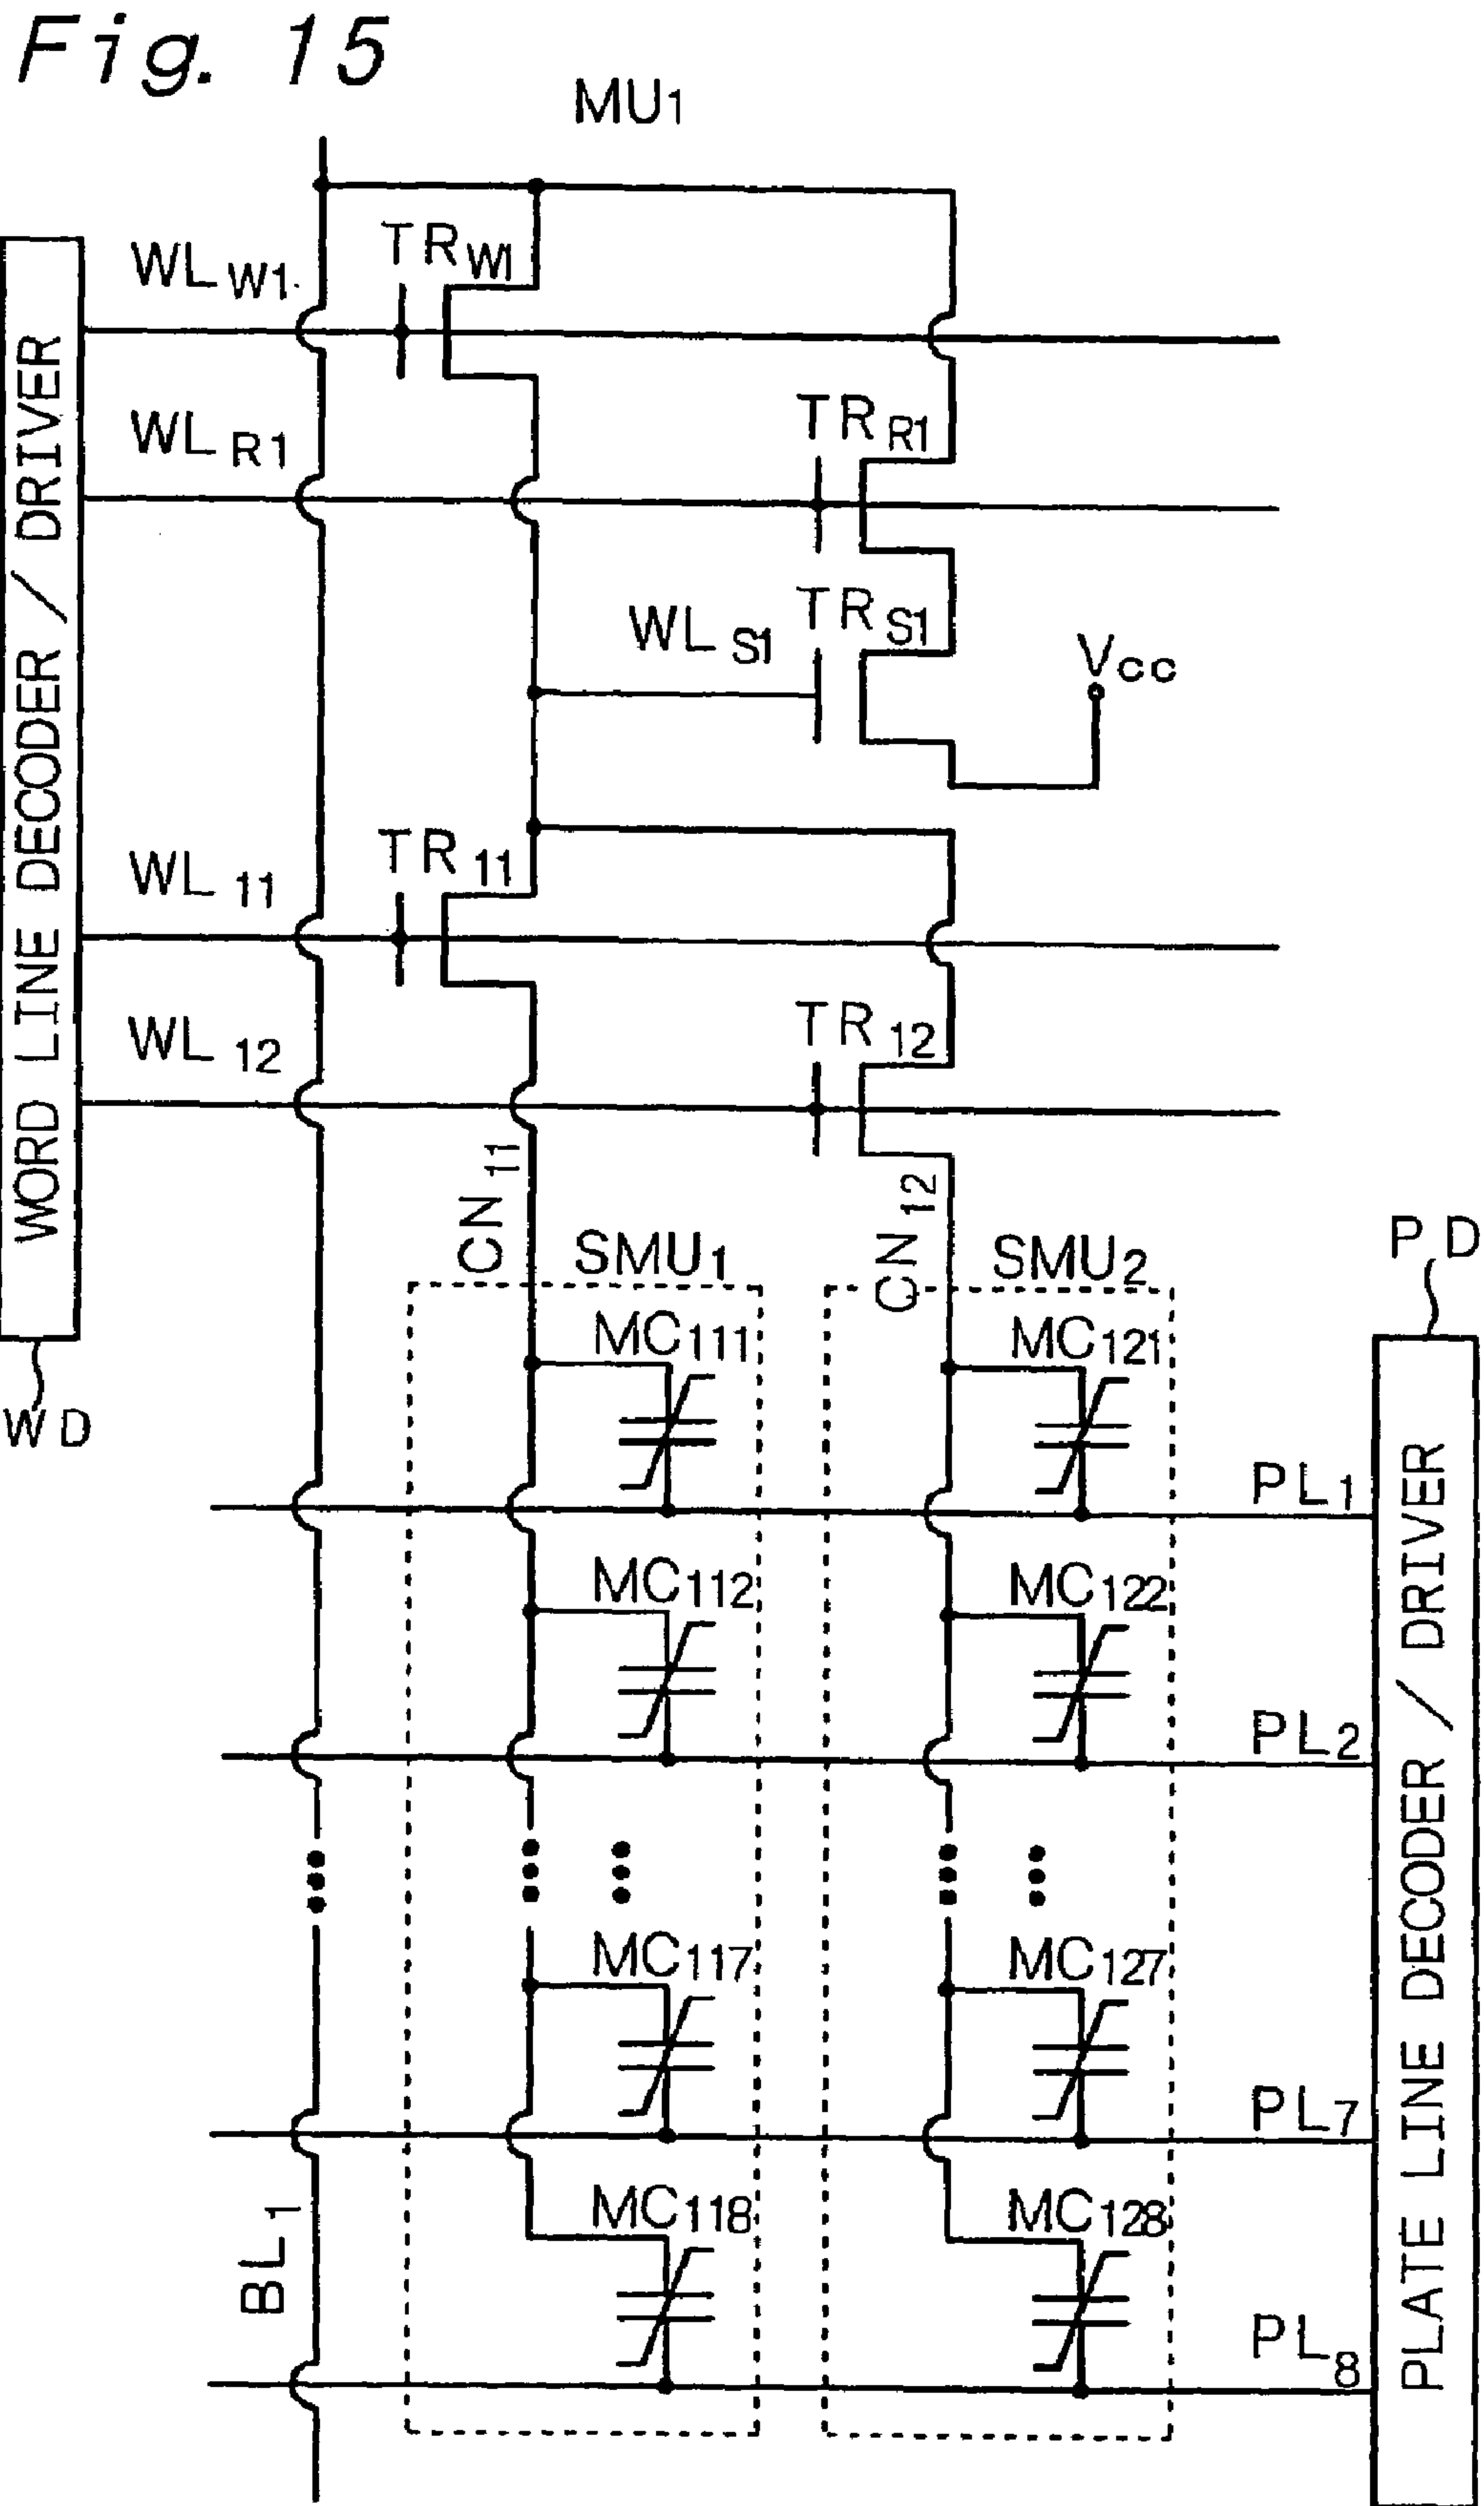 Fig. 15
MU1
WLW1
TRW1
WORD LINE DECODER / DRIVER
WLR1
TRR1
WLS1
TRS1
Vcc
WL11
TR11
WL12
TR12
CN11
CN12
SMU1
SMU2
PD
WD
MC111
MC121
PL1
MC112
MC122
PL2
PLATE LINE DECODER / DRIVER
MC117
MC127
PL7
BL1
MC118
MC128
PL8